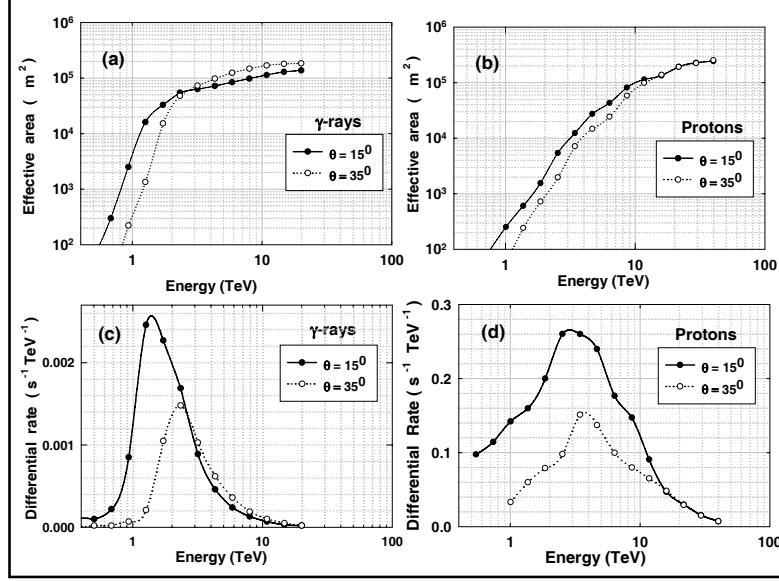 (a)
γ-rays
θ = 15⁰
θ = 35⁰
Effective area ( m²)
10⁶
10⁵
10⁴
10³
10²
1
10
100
Energy (TeV)
(b)
Protons
θ = 15⁰
θ = 35⁰
Effective area ( m²)
10⁶
10⁵
10⁴
10³
10²
1
10
100
Energy (TeV)
(c)
γ-rays
θ = 15⁰
θ = 35⁰
Differential rate ( s⁻¹ TeV⁻¹)
0.002
0.001
0.000
1
10
100
Energy (TeV)
(d)
Protons
θ = 15⁰
θ = 35⁰
Differential Rate ( s⁻¹ TeV⁻¹)
0.3
0.2
0.1
0.0
1
10
100
Energy (TeV)